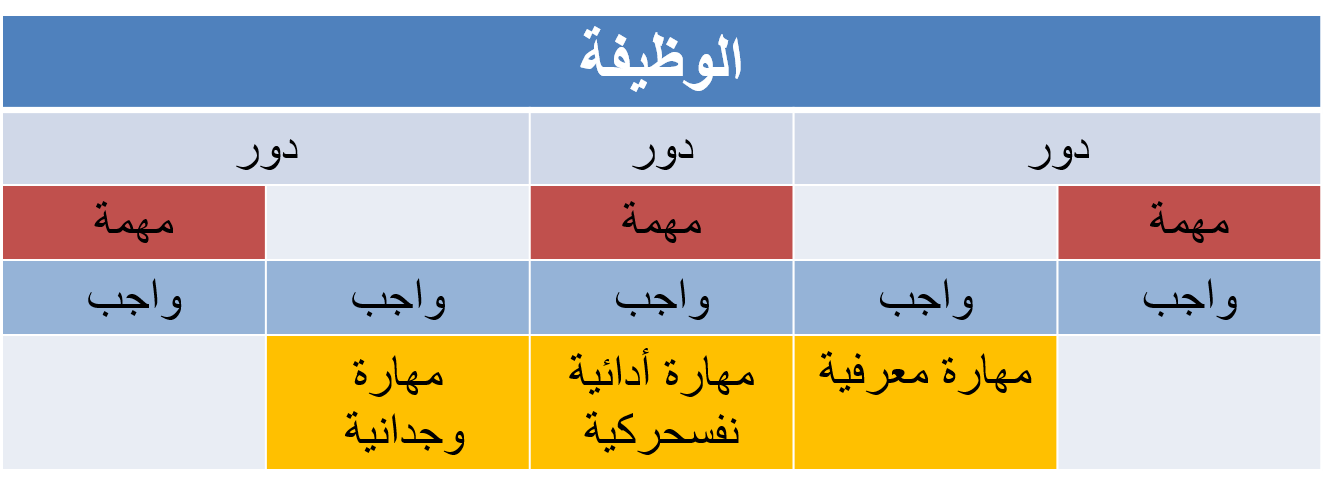 الوظيفة
دور دور دور
مهمة مهمة مهمة
واجب واجب واجب واجب واجب
مهارة معرفية
مهارة أدائية
نفسحركية
مهارة
وجدانية